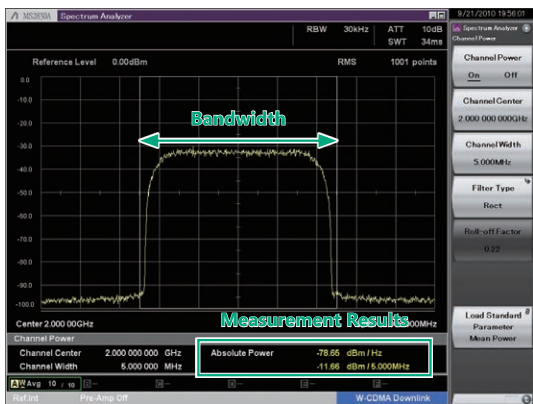 MS2830A Spectrum Analyzer
9/21/2010 19:56:01
RBW 30kHz ATT 10dB
SWT 34ms
Spectrum Analyzer
Channel Power
Reference Level 0.00dBm RMS 1001 points
Channel Power
On Off
0.0
-10.0
-20.0
-30.0
-40.0
-50.0
-60.0
-70.0
-80.0
-90.0
-100.0
Bandwidth
Channel Center
2.000 000 000GHz
Channel Width
5.000MHz
Filter Type
Rect
Roll-off Factor
0.22
Measurement Results
Center 2.000 00GHz
00MHz
Load Standard
Parameter
Mean Power
Channel Power
Channel Center 2.000 000 000 GHz Absolute Power -78.65 dBm / Hz
Channel Width 5.000 000 MHz -11.66 dBm / 5.000MHz
Avg 10 / 10
Ref.Int Pre-Amp Off W-CDMA Downlink